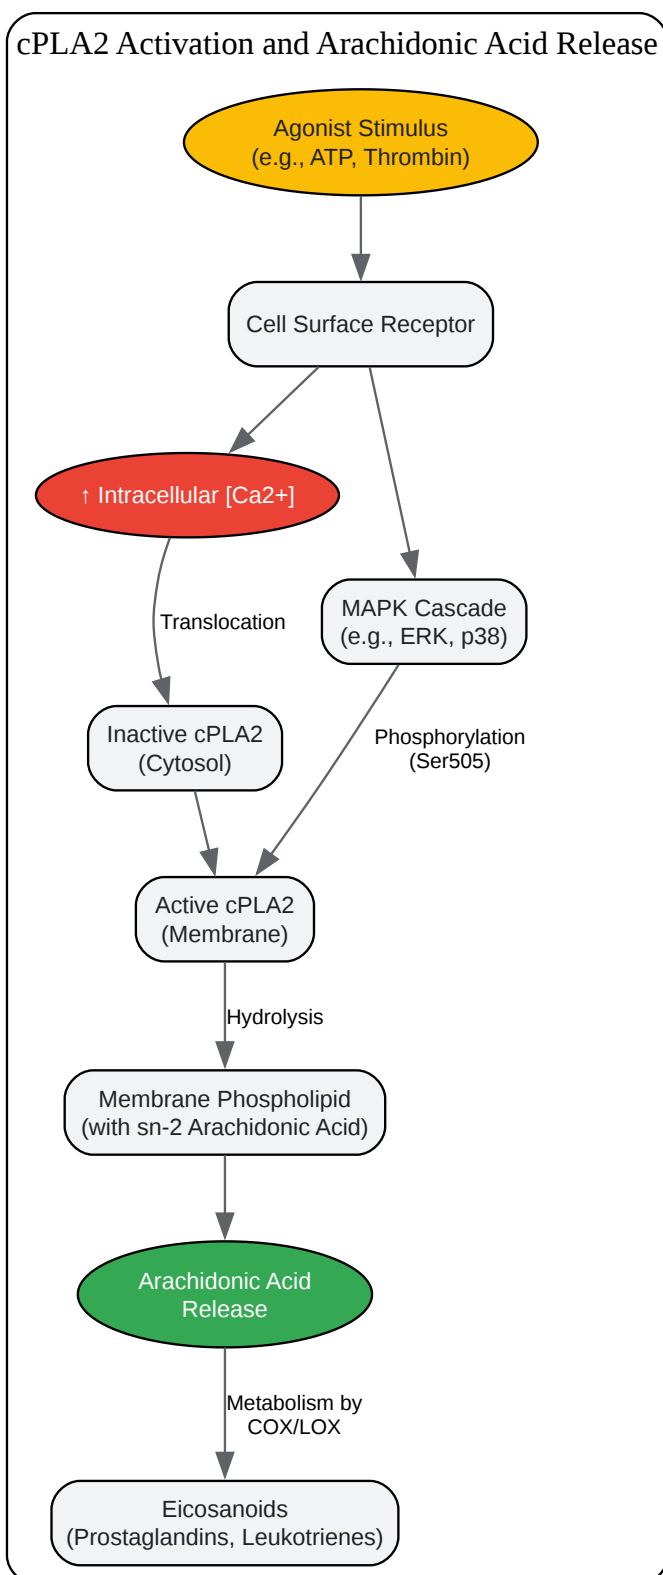 cPLA2 Activation and Arachidonic Acid Release
Agonist Stimulus
(e.g., ATP, Thrombin)
Cell Surface Receptor
↑ Intracellular [Ca2+]
MAPK Cascade
(e.g., ERK, p38)
Translocation
Inactive cPLA2
(Cytosol)
Phosphorylation
(Ser505)
Active cPLA2
(Membrane)
Hydrolysis
Membrane Phospholipid
(with sn-2 Arachidonic Acid)
Arachidonic Acid
Release
Metabolism by
COX/LOX
Eicosanoids
(Prostaglandins, Leukotrienes)